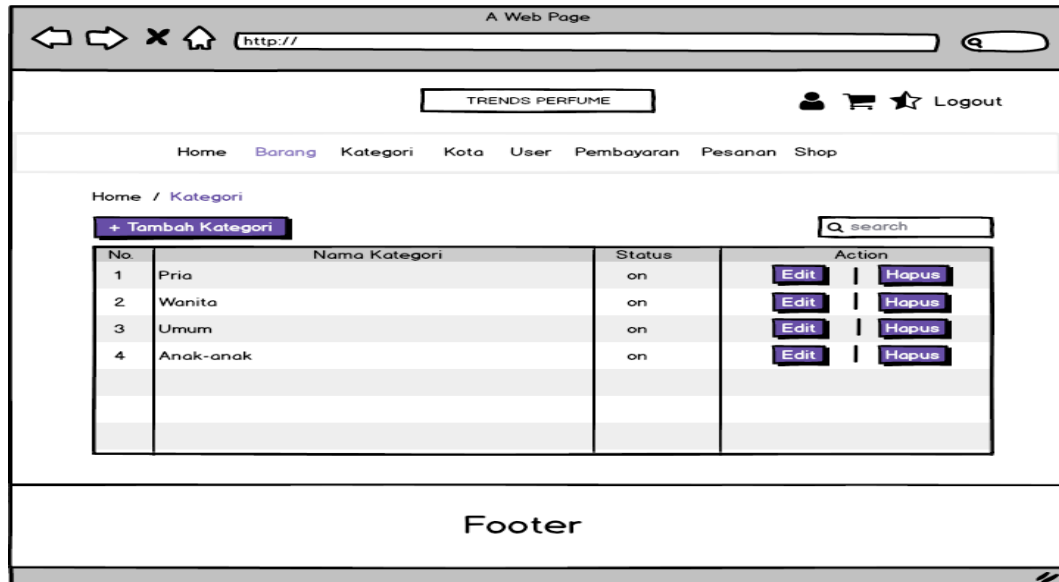 A Web Page
http://
TRENDS PERFUME
Logout
Home Barang Kategori Kota User Pembayaran Pesanan Shop
Home / Kategori
+ Tambah Kategori
search
No. Nama Kategori Status Action
1 Pria on Edit | Hapus
2 Wanita on Edit | Hapus
3 Umum on Edit | Hapus
4 Anak-anak on Edit | Hapus
Footer